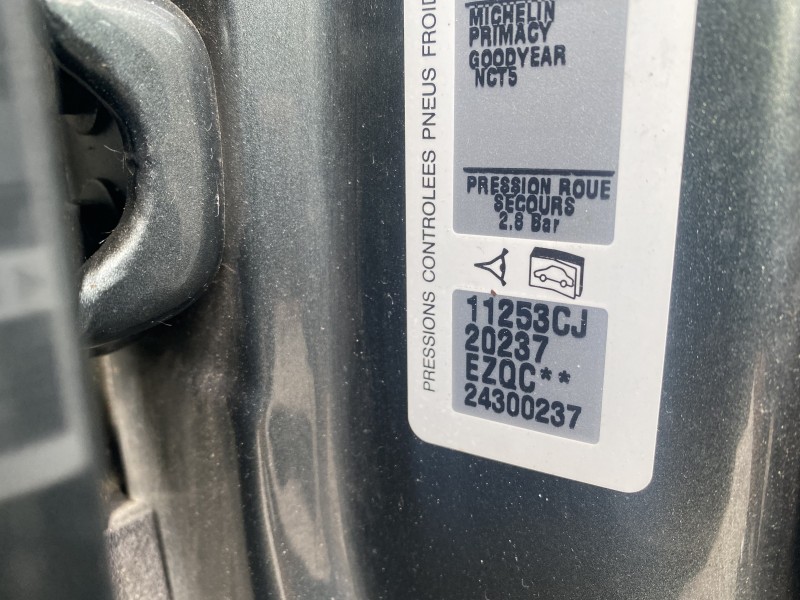 MICHELIN
PRIMACY
GOODYEAR
NCT5
PRESSION ROUE
SECOURS
2.8 Bar
PRESSIONS CONTROLEES PNEUS FROID
11253CJ
20237
EZQC**
24300237